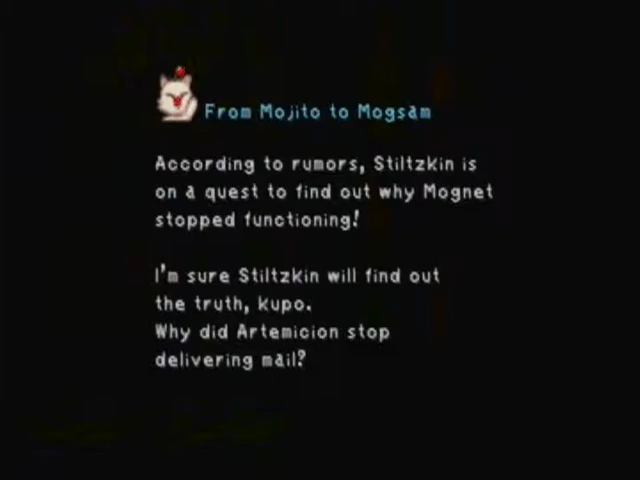 From Mojito to Mogsam
According to rumors, Stiltzkin is
on a quest to find out why Mognet
stopped functioning!
I'm sure Stiltzkin will find out
the truth, kupo.
Why did Artemicion stop
delivering mail?